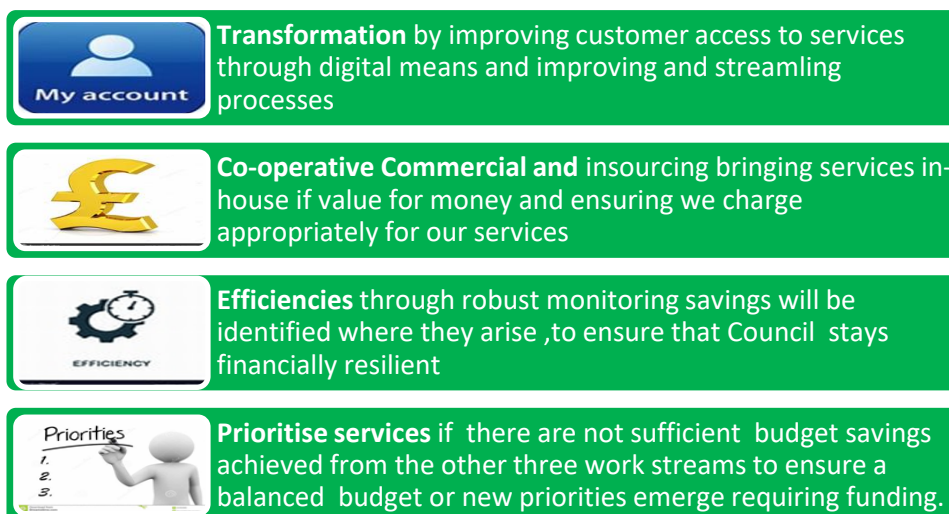 My account
Transformation by improving customer access to services
through digital means and improving and streamling
processes
Co-operative Commercial and insourcing bringing services in-
house if value for money and ensuring we charge
appropriately for our services
EFFICIENCY
Efficiencies through robust monitoring savings will be
identified where they arise ,to ensure that Council  stays
financially resilient
Priorities
1.
2.
3.
Prioritise services if  there are not sufficient  budget savings
achieved from the other three work streams to ensure a
balanced  budget or new priorities emerge requiring funding.